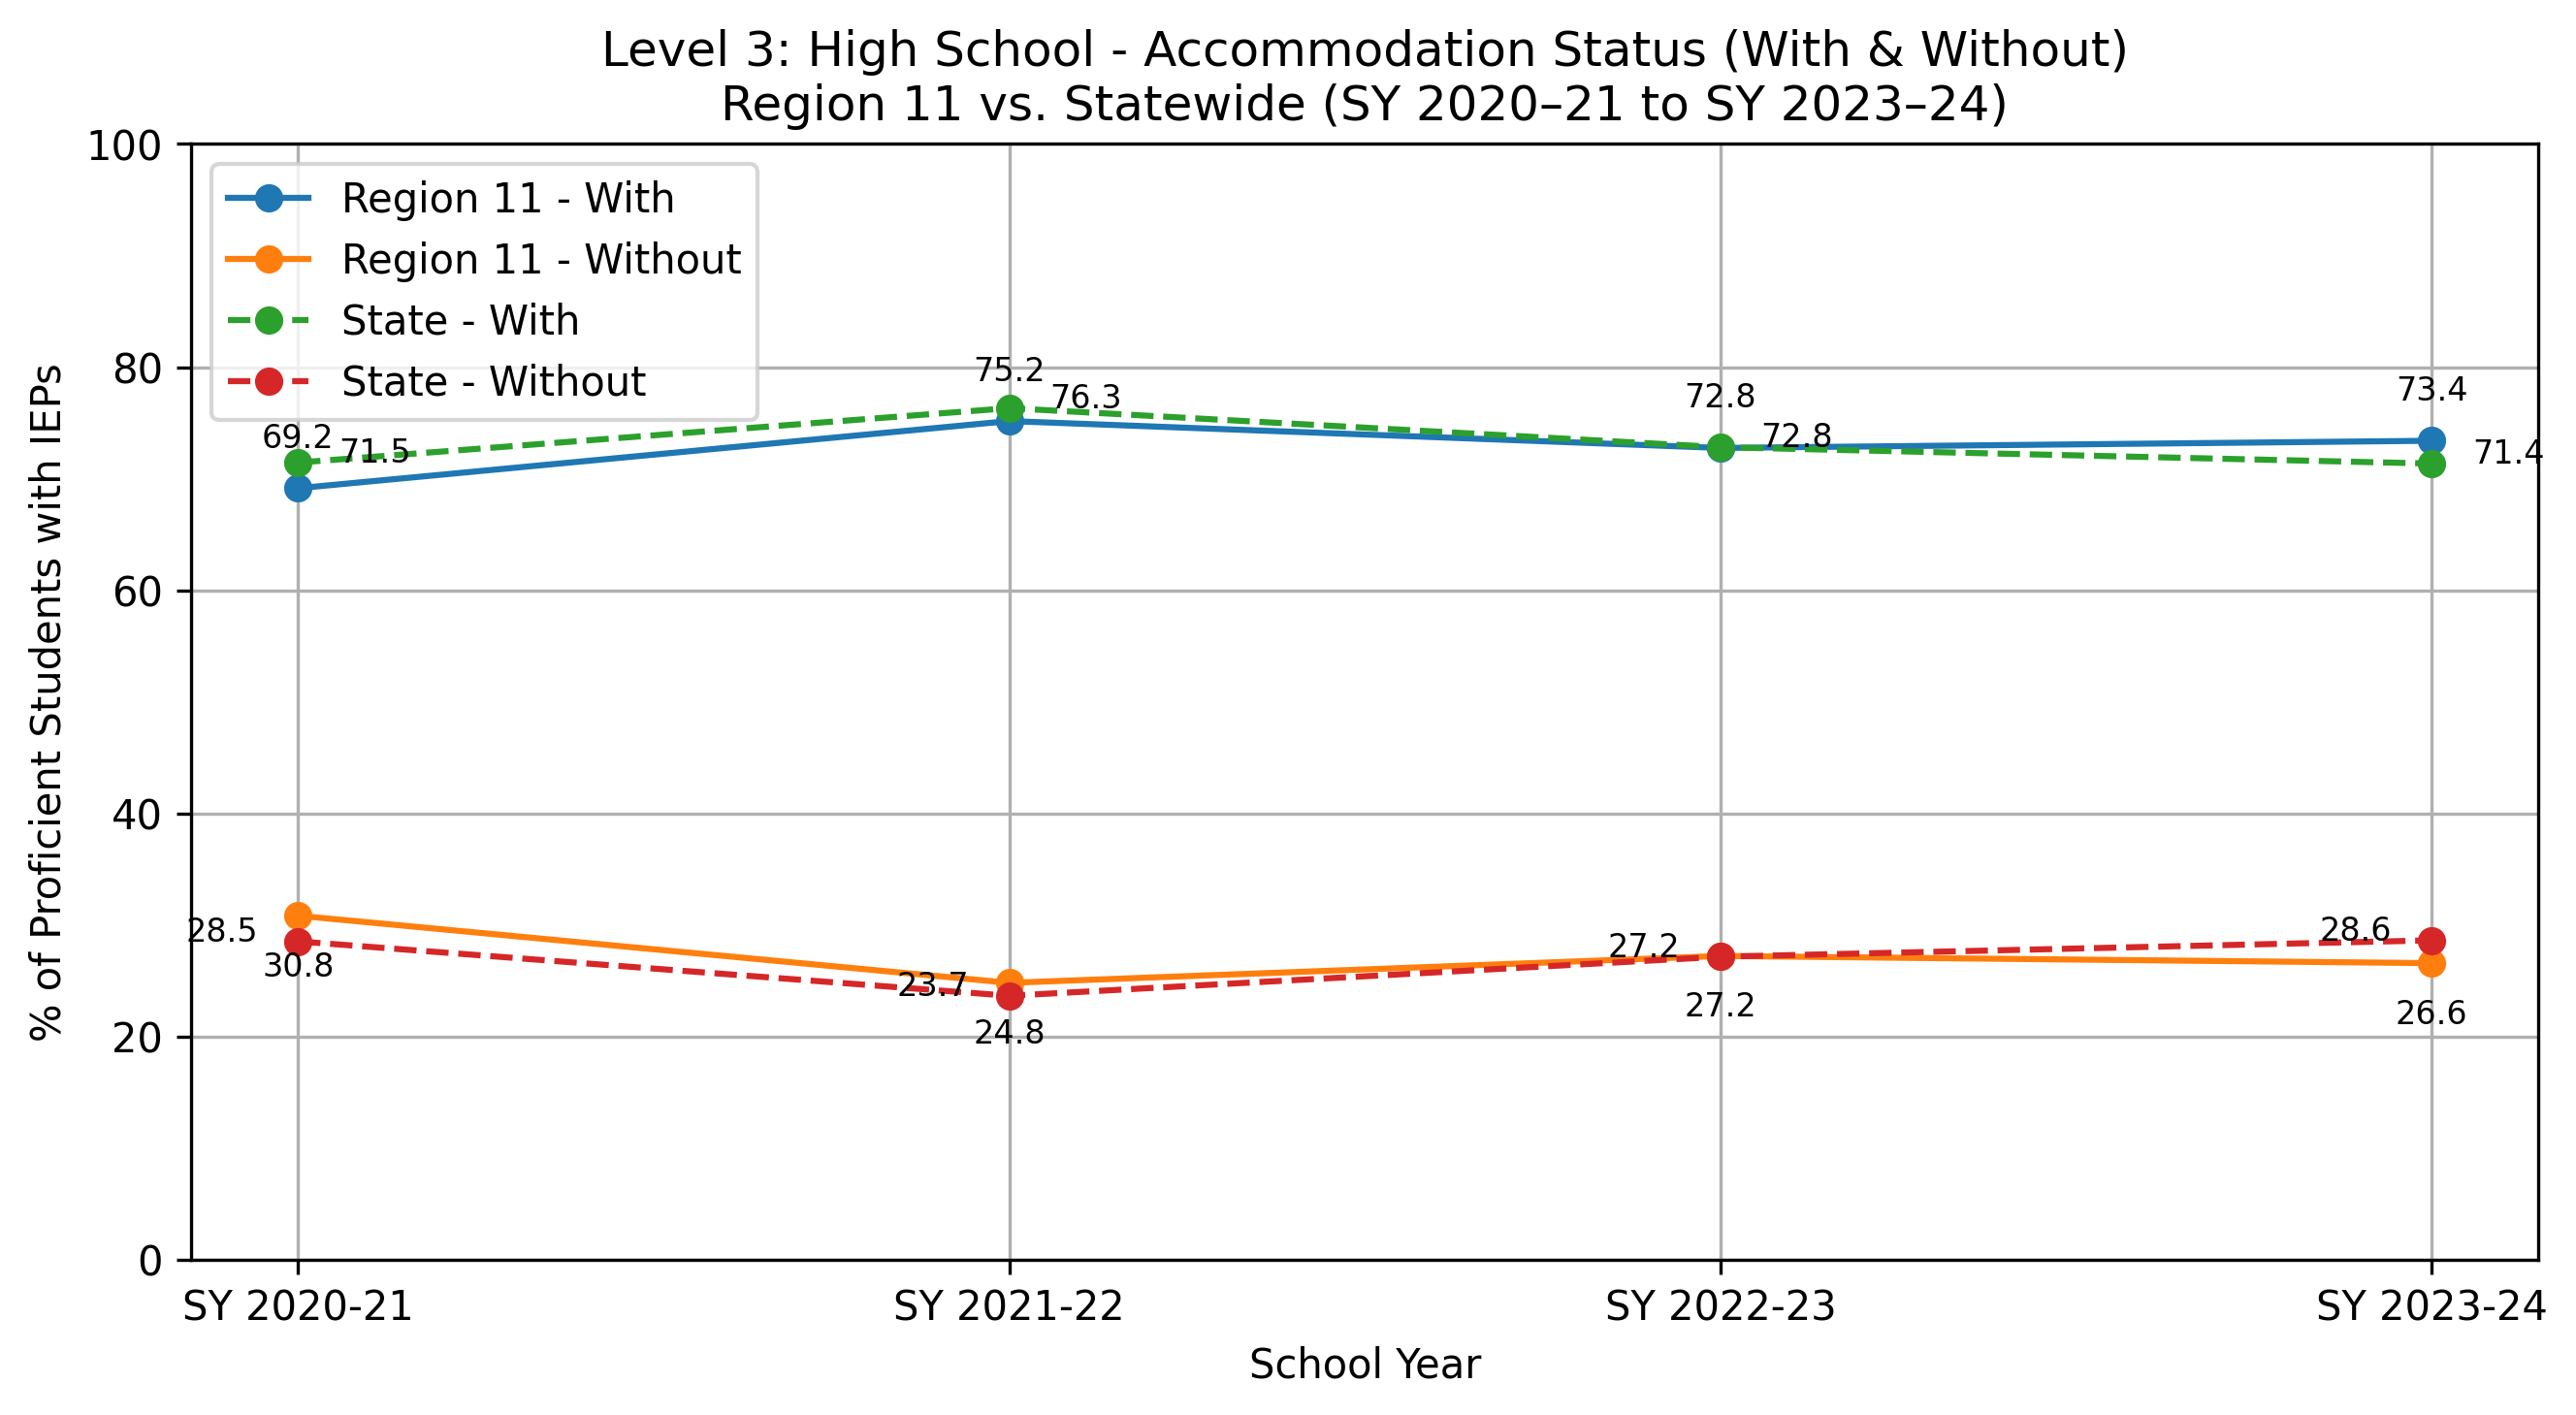 Level 3: High School - Accommodation Status (With & Without)
Region 11 vs. Statewide (SY 2020–21 to SY 2023–24)
% of Proficient Students with IEPs
100
80
60
40
20
0
Region 11 - With
Region 11 - Without
State - With
State - Without
69.2
71.5
75.2
76.3
72.8
72.8
73.4
71.4
28.5
30.8
23.7
24.8
27.2
27.2
28.6
26.6
SY 2020-21
SY 2021-22
SY 2022-23
SY 2023-24
School Year